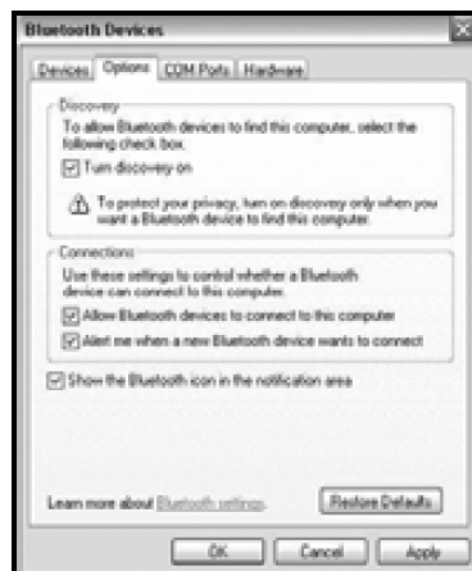 Bluetooth Devices
Devices Options COM Ports Hardware
Discovery
To allow Bluetooth devices to find this computer, select the
following check box.
Turn discovery on
To protect your privacy, turn on discovery only when you
want a Bluetooth device to find this computer.
Connections
Use these settings to control whether a Bluetooth
device can connect to this computer.
Allow Bluetooth devices to connect to this computer
Alert me when a new Bluetooth device wants to connect
Show the Bluetooth icon in the notification area
Learn more about Bluetooth settings.
Restore Defaults
OK Cancel Apply